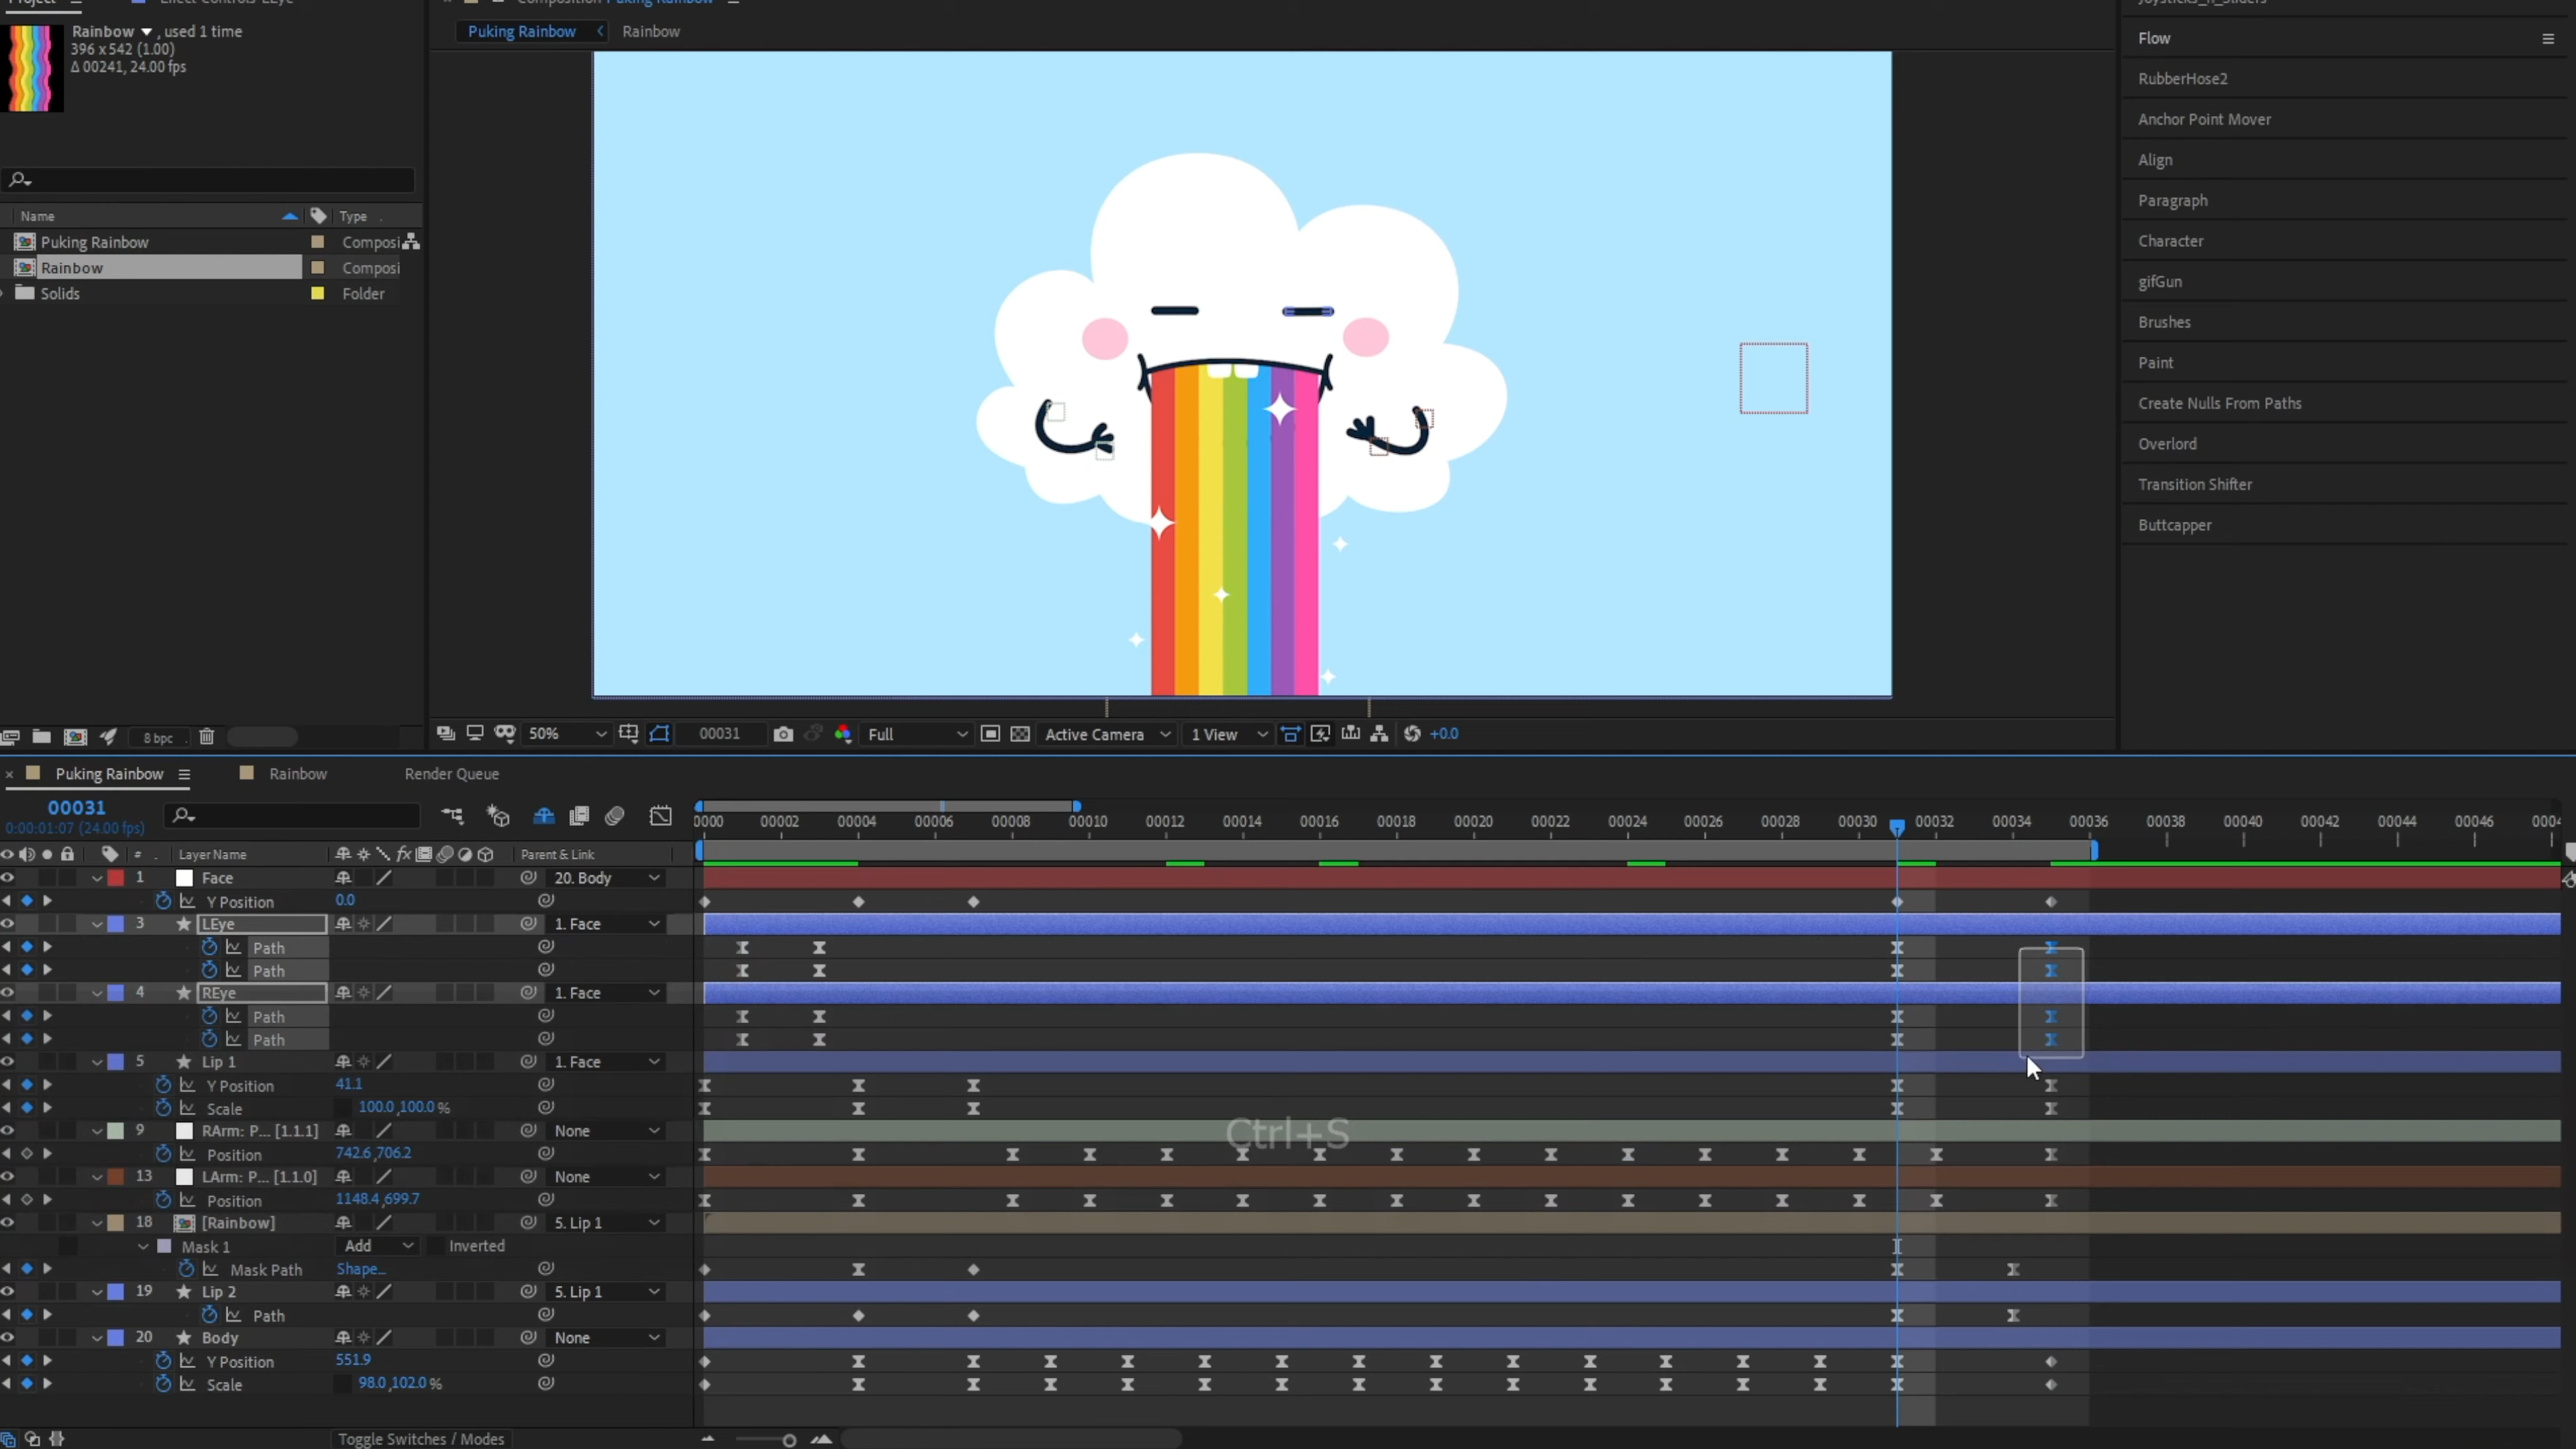 Project
Effect Controls LEye
Composition Puking Rainbow
Joysticks_n_Sliders
Rainbow , used 1 time
396 x 542 (1.00)
Δ 00241, 24.00 fps
Puking Rainbow
Rainbow
Flow
RubberHose2
Anchor Point Mover
Align
Paragraph
Character
gifGun
Brushes
Paint
Create Nulls From Paths
Overlord
Transition Shifter
Buttcapper
Name Type
Puking Rainbow Composi
Rainbow Composi
Solids Folder
8 bpc
50% 00031 Full Active Camera 1 View +0.0
Puking Rainbow Rainbow Render Queue
00031
0:00:01:07 (24.00 fps)
0000 00002 00004 00006 00008 00010 00012 00014 00016 00018 00020 00022 00024 00026 00028 00030 00032 00034 00036 00038 00040 00042 00044 00046 0004
# Layer Name fx Parent & Link
1 Face 20. Body
Y Position 0.0
3 LEye 1. Face
Path
Path
4 REye 1. Face
Path
Path
5 Lip 1 1. Face
Y Position 41.1
Scale 100.0,100.0 %
9 RArm: P... [1.1.1] None
Position 742.6,706.2
13 LArm: P... [1.1.0] None
Position 1148.4,699.7
18 [Rainbow] 5. Lip 1
Mask 1 Add Inverted
Mask Path Shape...
19 Lip 2 5. Lip 1
Path
20 Body None
Y Position 551.9
Scale 98.0,102.0 %
Ctrl+S
Toggle Switches / Modes